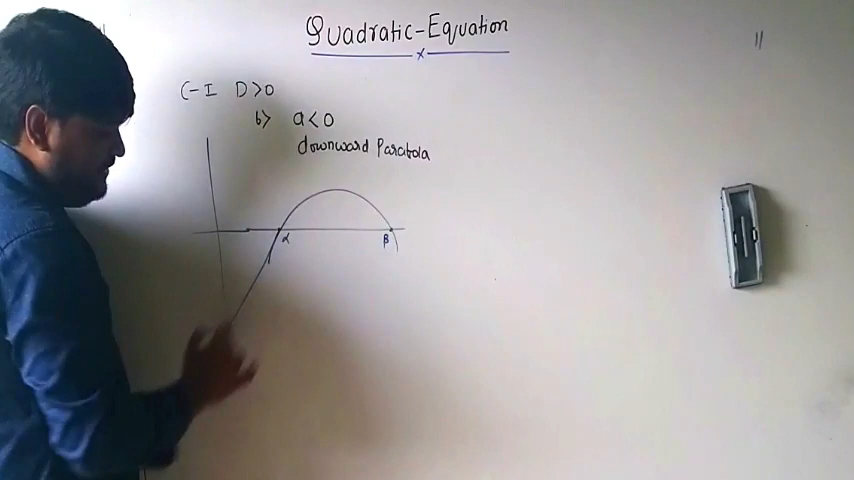 Quadratic-Equation
x
C-I D>0
b> a<0
downward Parabola
α β
11